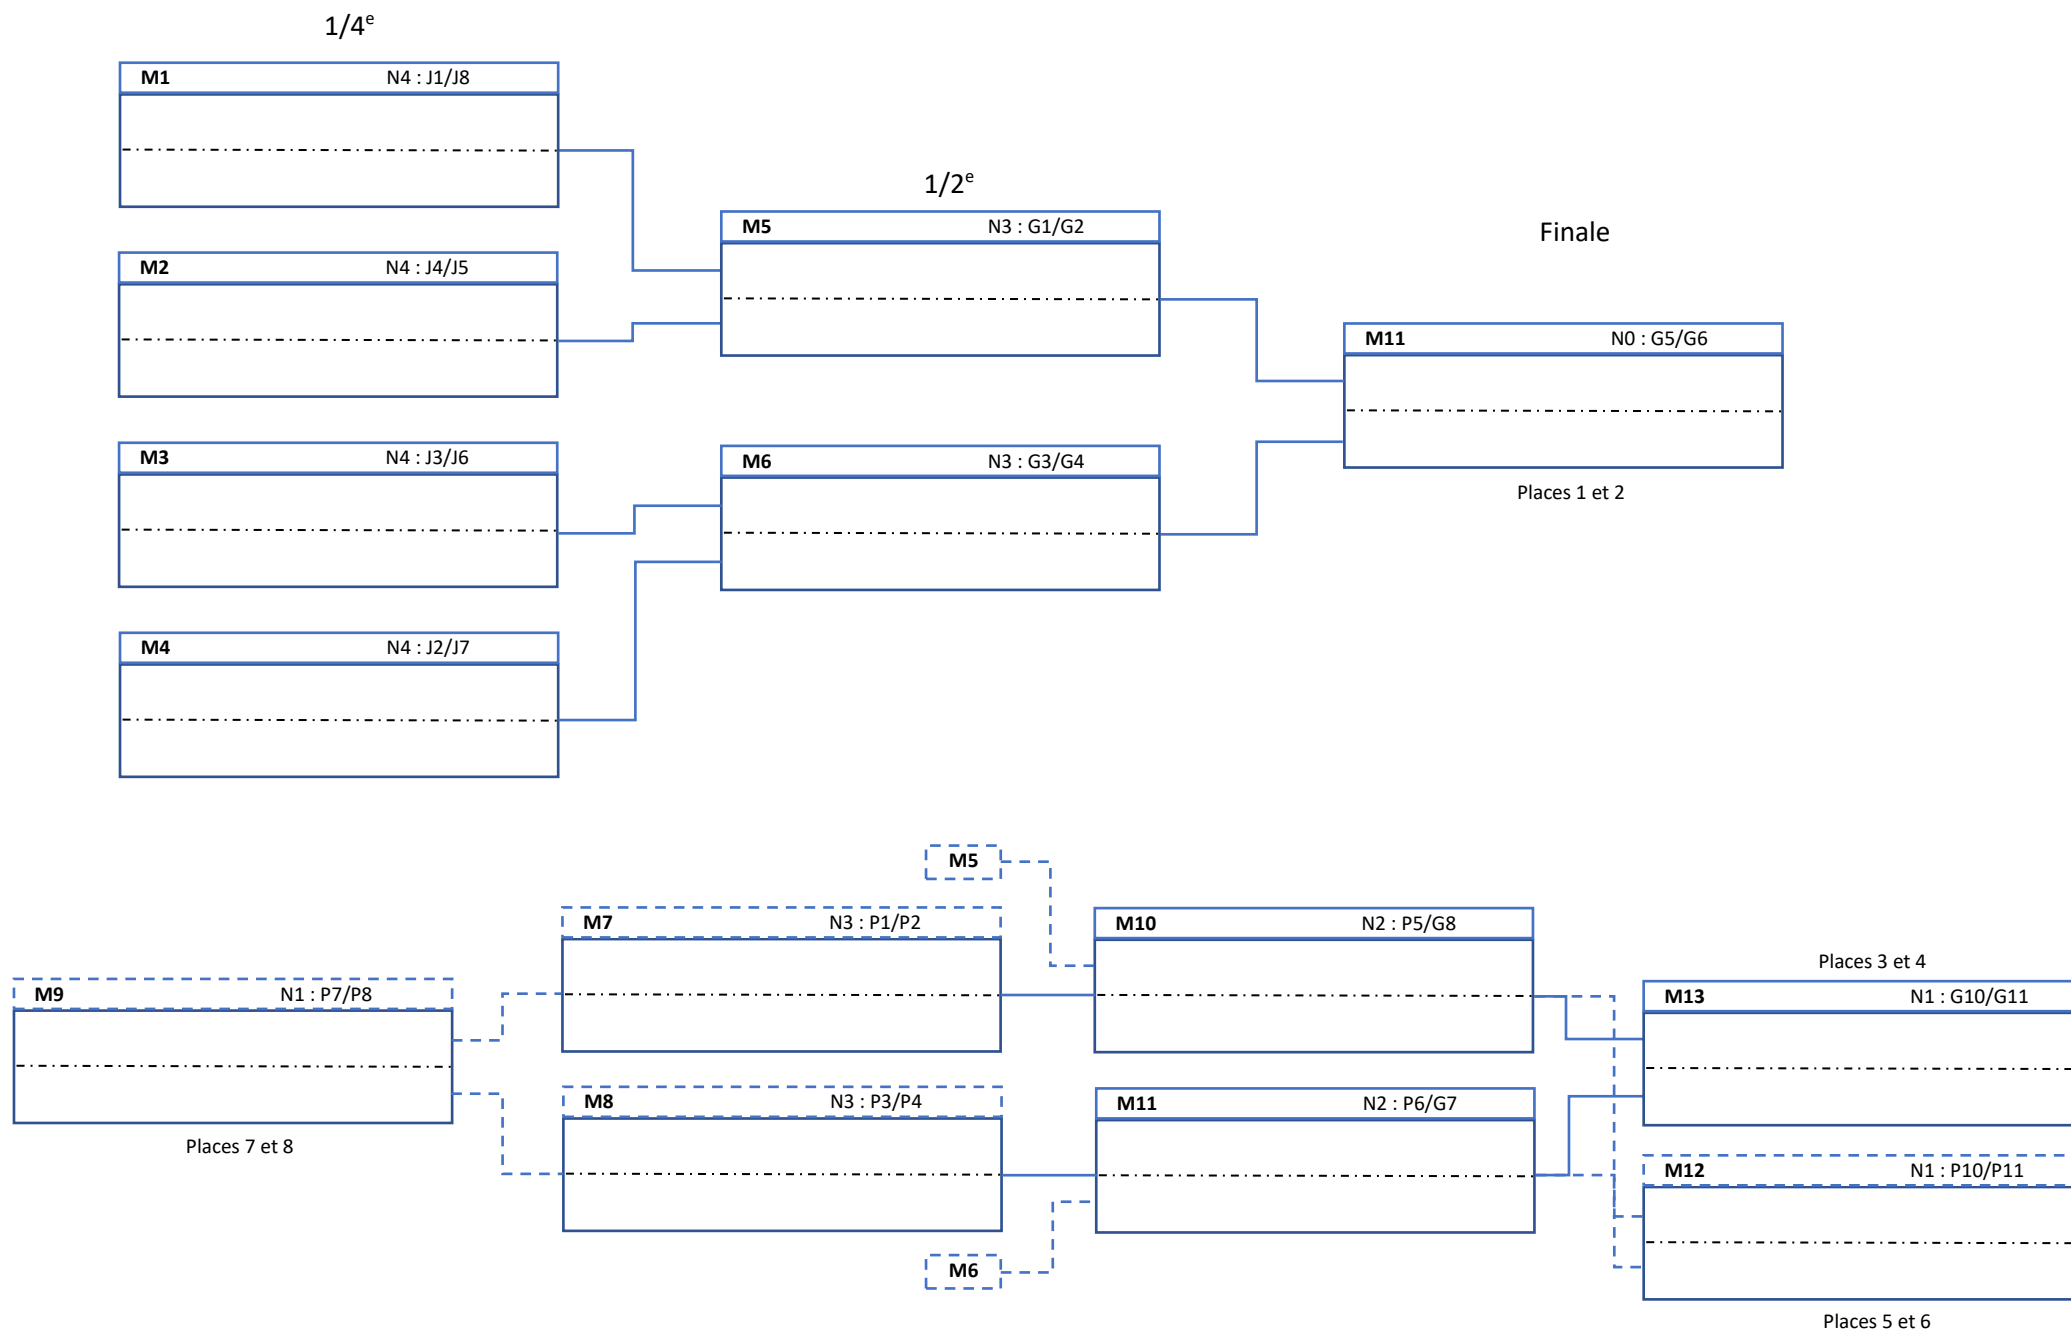 1/4e
M1 N4 : J1/J8
1/2e
M5 N3 : G1/G2
Finale
M2 N4 : J4/J5
M11 N0 : G5/G6
M3 N4 : J3/J6
M6 N3 : G3/G4
Places 1 et 2
M4 N4 : J2/J7
M5
M7 N3 : P1/P2
M10 N2 : P5/G8
Places 3 et 4
M9 N1 : P7/P8
M13 N1 : G10/G11
M8 N3 : P3/P4
M11 N2 : P6/G7
Places 7 et 8
M12 N1 : P10/P11
M6
Places 5 et 6